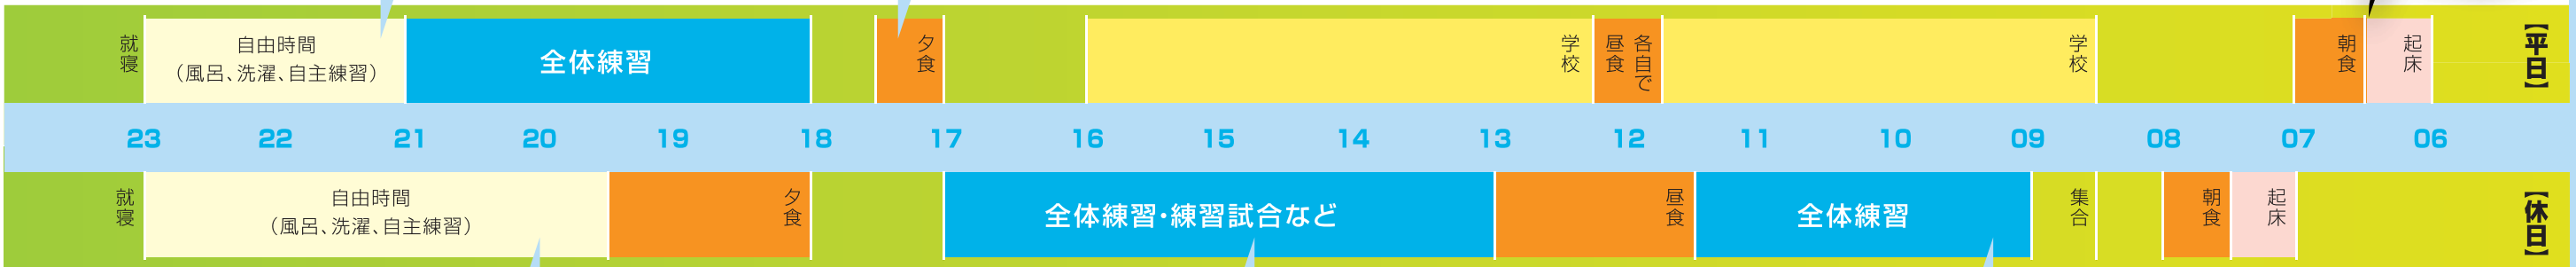 【平日】
起床
朝食
学校
各自で
昼食
学校
夕食
全体練習
自由時間
（風呂、洗濯、自主練習）
就寝
23 22 21 20 19 18 17 16 15 14 13 12 11 10 09 08 07 06
【休日】
起床
朝食
集合
全体練習
昼食
全体練習・練習試合など
夕食
自由時間
（風呂、洗濯、自主練習）
就寝